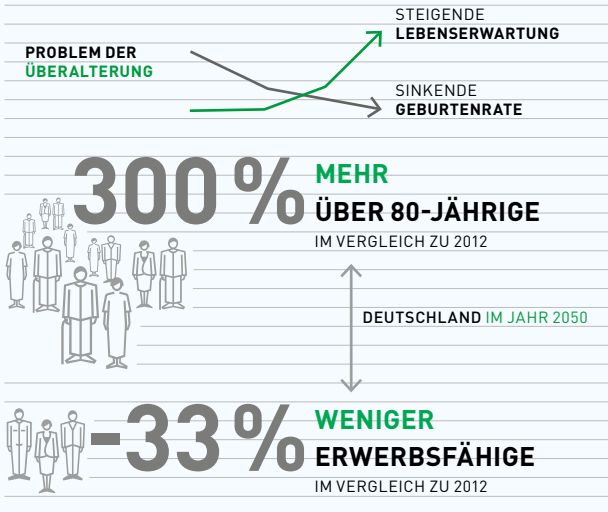 STEIGENDE
LEBENSERWARTUNG
PROBLEM DER
ÜBERALTERUNG
SINKENDE
GEBURTENRATE
300 % MEHR
ÜBER 80-JÄHRIGE
IM VERGLEICH ZU 2012
DEUTSCHLAND IM JAHR 2050
-33 % WENIGER
ERWERBSFÄHIGE
IM VERGLEICH ZU 2012